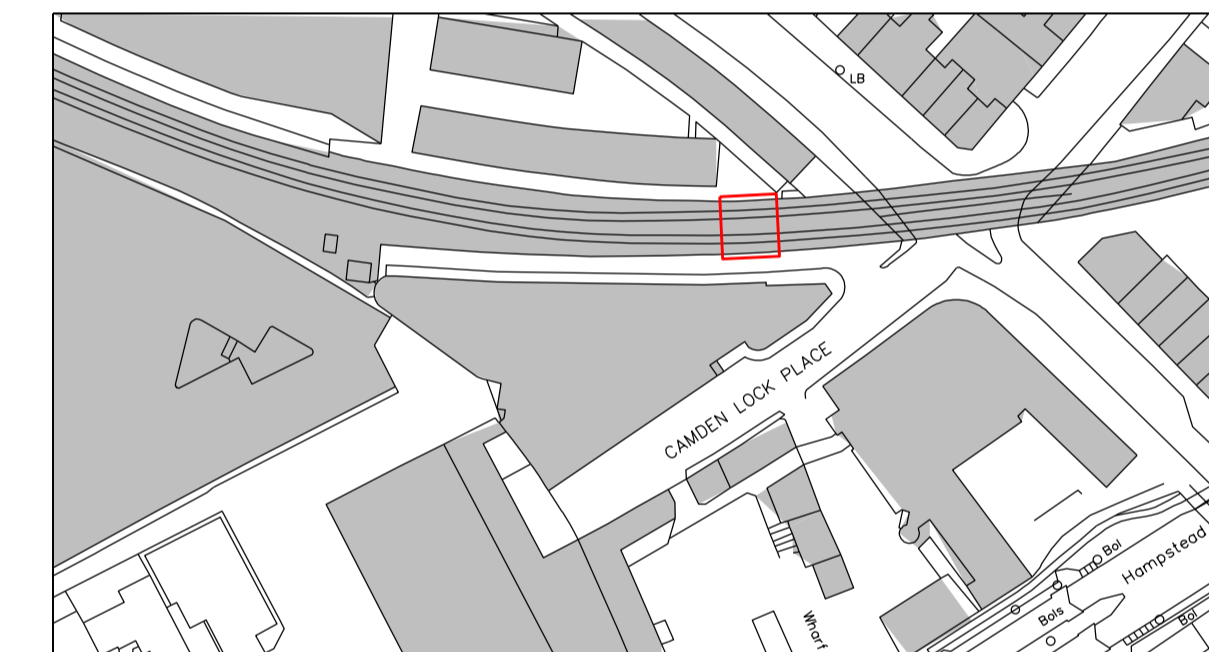 LB
CAMDEN LOCK PLACE
Bol
Hampstead
Bols
Bol
Wharf